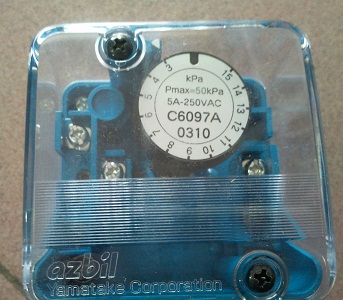 kPa
Pmax=50kPa
5A-250VAC
C6097A
0310
3 4 5 6 7 8 9 10 11 12 13 14 15
azbil
Yamatake Corporation